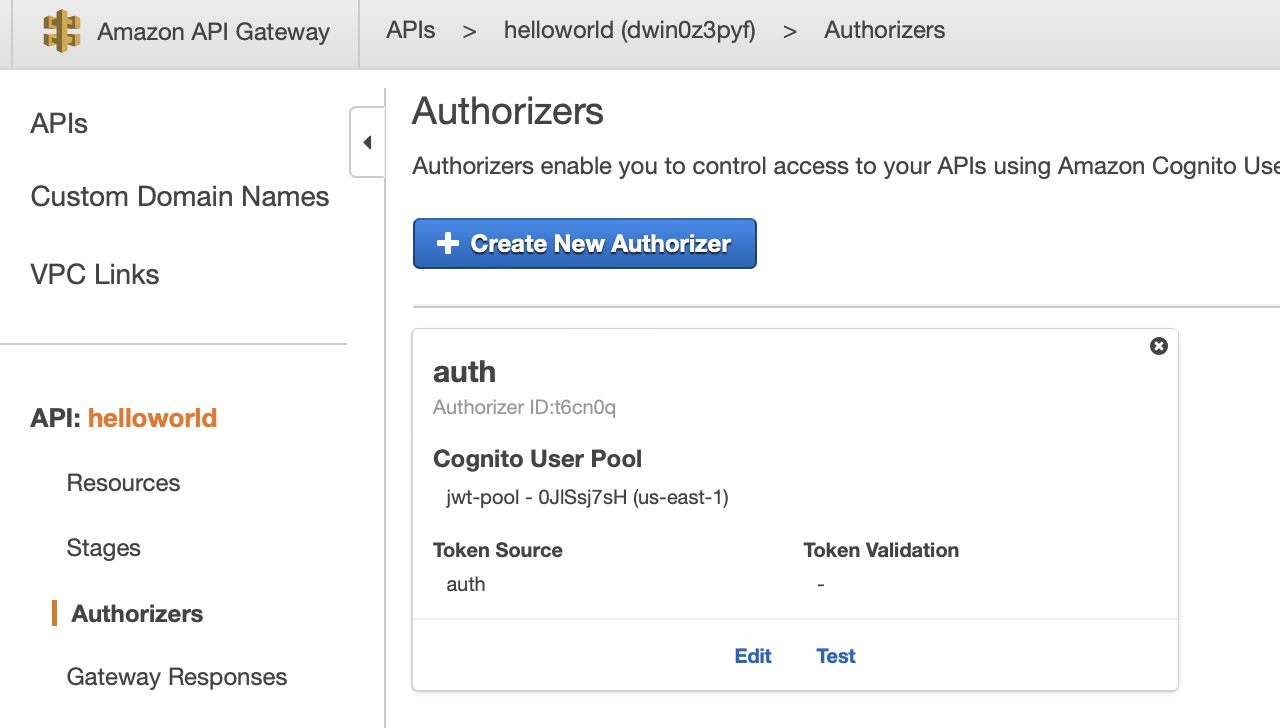 Amazon API Gateway
APIs > helloworld (dwin0z3pyf) > Authorizers
APIs
Custom Domain Names
VPC Links
API: helloworld
Resources
Stages
Authorizers
Gateway Responses
Authorizers
Authorizers enable you to control access to your APIs using Amazon Cognito Use
Create New Authorizer
auth
Authorizer ID:t6cn0q
Cognito User Pool
jwt-pool - 0JlSsj7sH (us-east-1)
Token Source
auth
Token Validation
-
Edit
Test